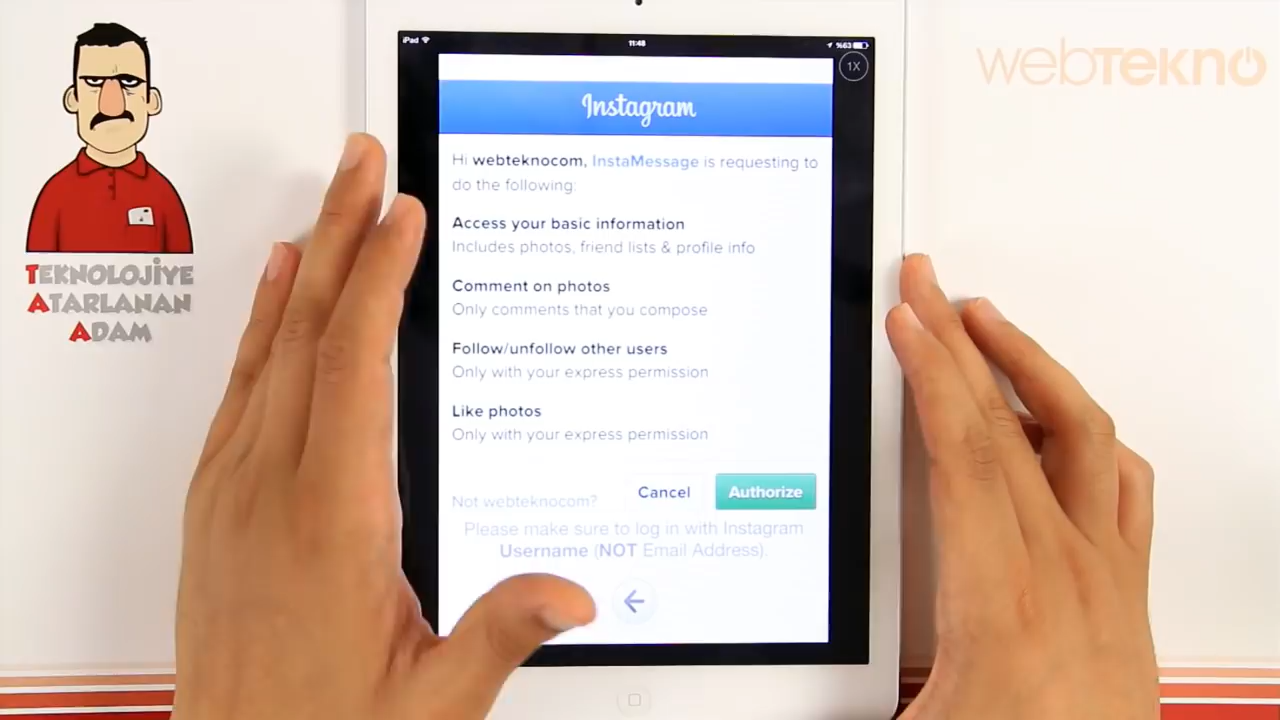 iPad
11:48
%63
1X
webTEKNO
Instagram
Hi webteknocom, InstaMessage is requesting to
do the following:
Access your basic information
Includes photos, friend lists & profile info
Comment on photos
Only comments that you compose
Follow/unfollow other users
Only with your express permission
Like photos
Only with your express permission
Not webteknocom?
Cancel
Authorize
Please make sure to log in with Instagram
Username (NOT Email Address).
TEKNOLOJİYE
ATARLANAN
ADAM